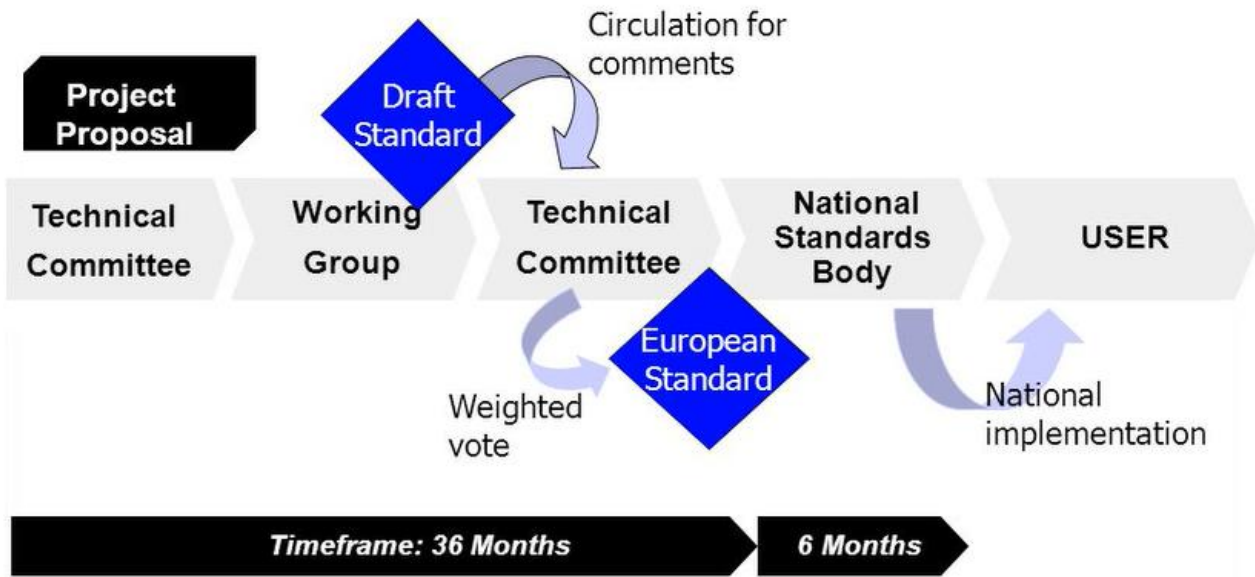 Circulation for
comments
Project
Proposal
Draft
Standard
Technical
Committee
Working
Group
Technical
Committee
National
Standards
Body
USER
European
Standard
Weighted
vote
National
implementation
Timeframe: 36 Months
6 Months